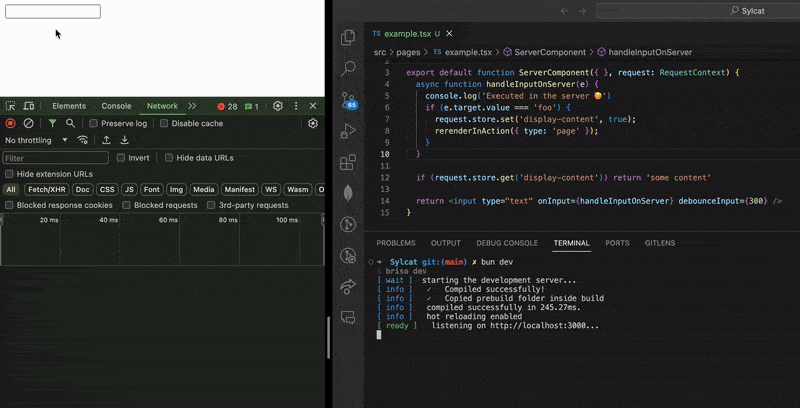 Elements Console Network >> 28 1
Preserve log Disable cache
No throttling
Filter Invert Hide data URLs
Hide extension URLs
All Fetch/XHR Doc CSS JS Font Img Media Manifest WS Wasm O
Blocked response cookies Blocked requests 3rd-party requests
20 ms 40 ms 60 ms 80 ms 100 ms
Sylcat
65
TS example.tsx U ×
src > pages > TS example.tsx > ServerComponent > handleInputOnServer
2
3 export default function ServerComponent({ }, request: RequestContext) {
4 async function handleInputOnServer(e) {
5 console.log('Executed in the server 🥵')
6 if (e.target.value === 'foo') {
7 request.store.set('display-content', true);
8 rerenderInAction({ type: 'page' });
9 }
10 }
11
12 if (request.store.get('display-content')) return 'some content'
13
14 return <input type="text" onInput={handleInputOnServer} debounceInput={300} />
15 }
PROBLEMS OUTPUT DEBUG CONSOLE TERMINAL PORTS GITLENS
➜ Sylcat git:(main) ✗ bun dev
$ brisa dev
[ wait ] starting the development server...
[ info ] ✓ Compiled successfully!
[ info ] ✓ Copied prebuild folder inside build
[ info ] compiled successfully in 245.27ms.
[ info ] hot reloading enabled
[ ready ] listening on http://localhost:3000...